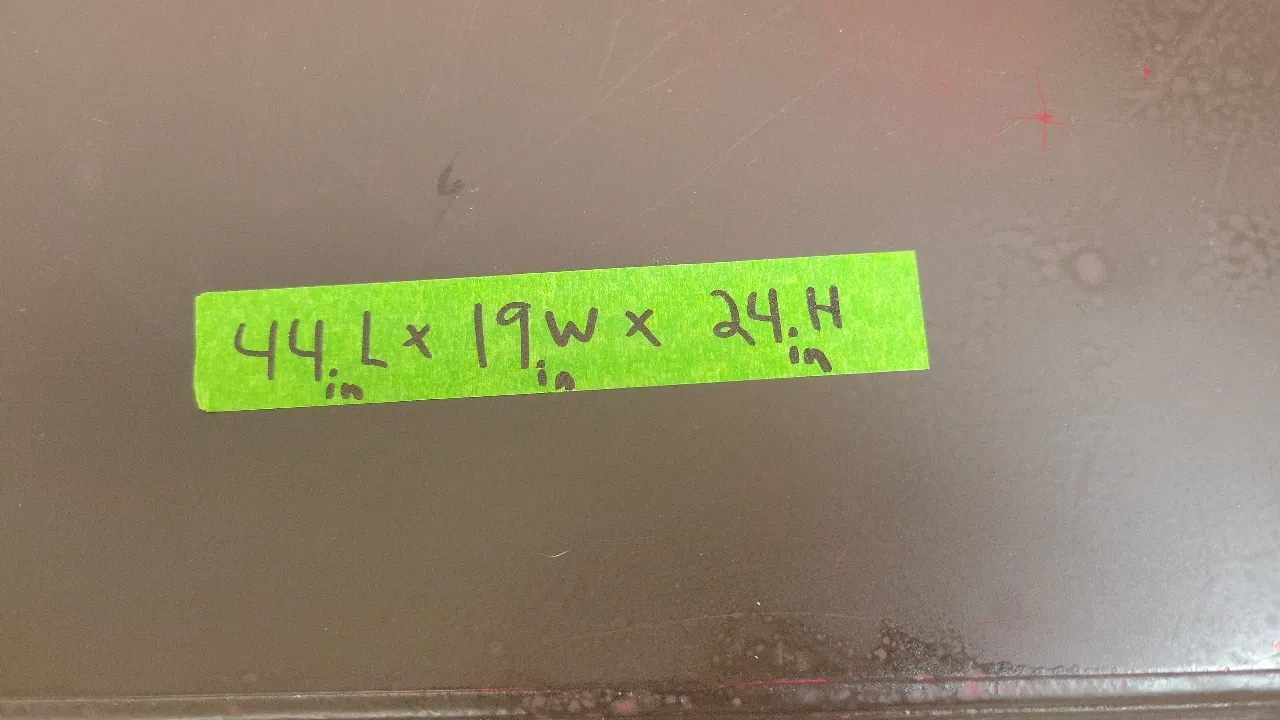 44in. L x 19in. W x 24in. H